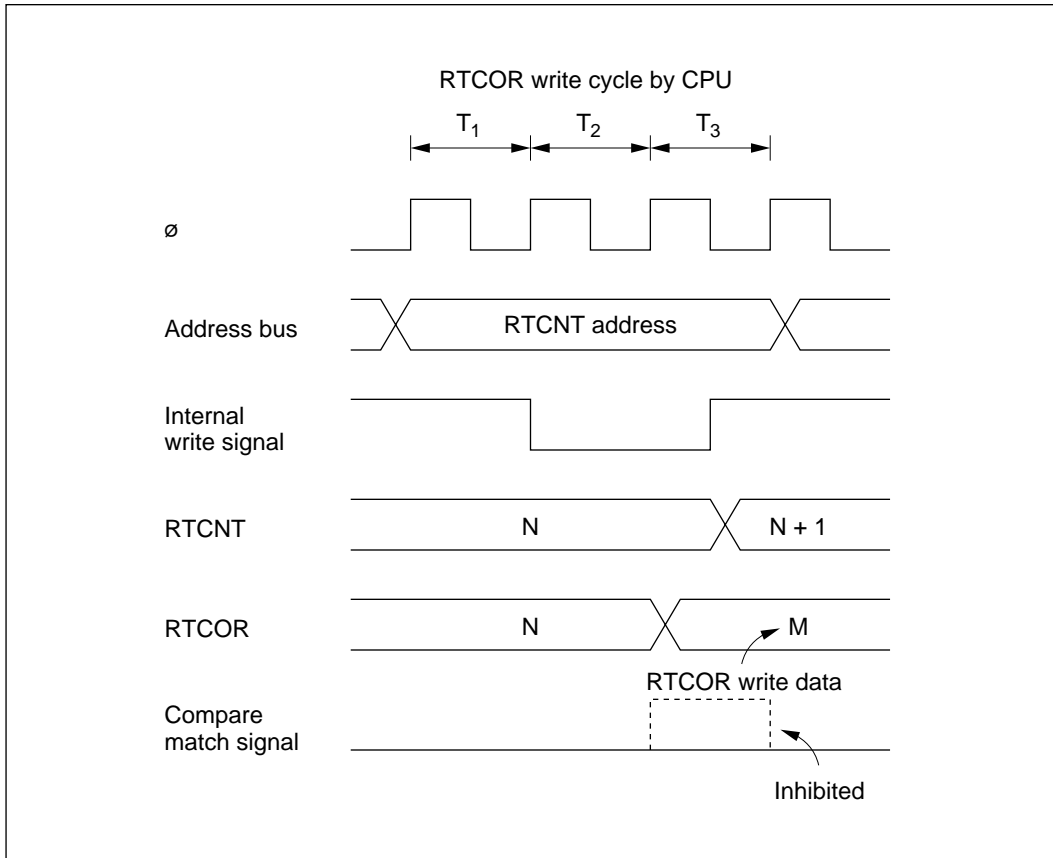 RTCOR write cycle by CPU
T1 T2 T3
ø
Address bus
RTCNT address
Internal
write signal
RTCNT
N
N + 1
RTCOR
N
M
RTCOR write data
Compare
match signal
Inhibited